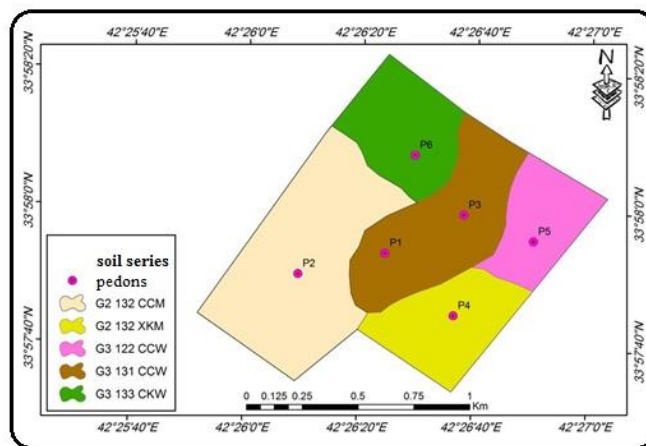 42°25'40"E 42°26'0"E 42°26'20"E 42°26'40"E 42°27'0"E
33°58'20"N 33°58'20"N
N
P6
P3
33°58'0"N 33°58'0"N
P5
P1
P2
soil series
pedons
G2 132 CCM
P4
G2 132 XKM
33°57'40"N 33°57'40"N
G3 122 CCW
G3 131 CCW
G3 133 CKW
0 0.125 0.25 0.5 0.75 1
Km
42°25'40"E 42°26'0"E 42°26'20"E 42°26'40"E 42°27'0"E